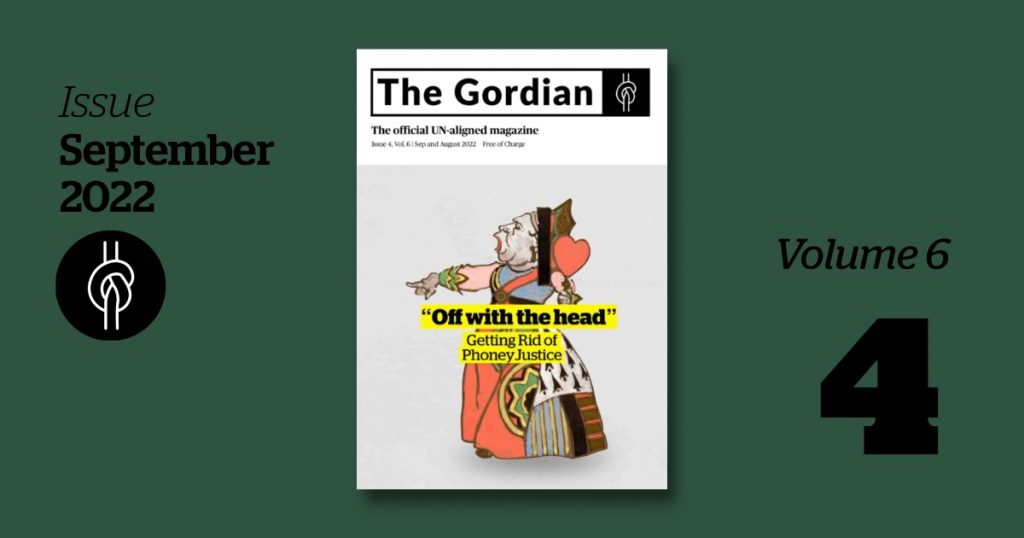 Issue
September
2022
The Gordian
The official UN-aligned magazine
Issue 4, Vol. 6 | Sep and August 2022 Free of Charge
“Off with the head”
Getting Rid of
Phoney Justice
Volume 6
4